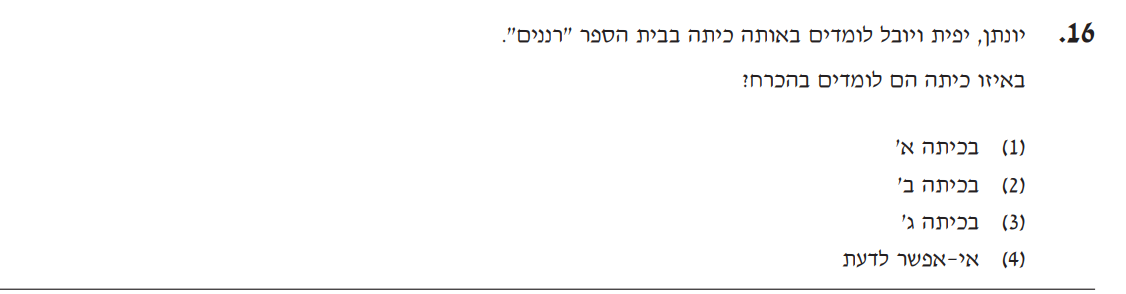 16. יונתן, יפית ויובל לומדים באותה כיתה בבית הספר "רננים".
באיזו כיתה הם לומדים בהכרח?
(1) בכיתה א'
(2) בכיתה ב'
(3) בכיתה ג'
(4) אי-אפשר לדעת